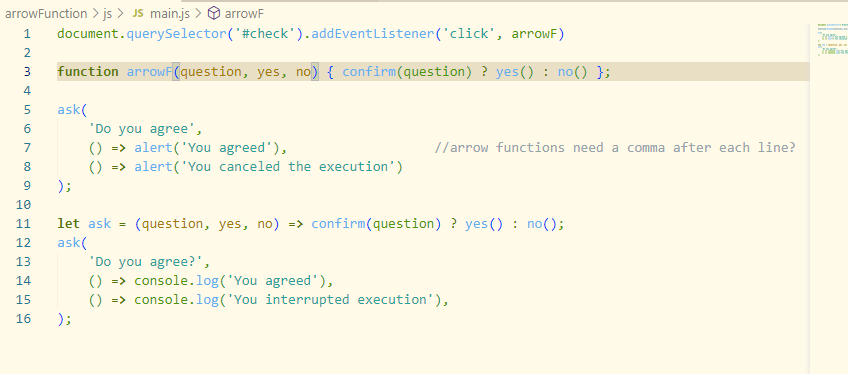 arrowFunction > js > JS main.js > arrowF
1 document.querySelector('#check').addEventListener('click', arrowF)
2
3 function arrowF(question, yes, no) { confirm(question) ? yes() : no() };
4
5 ask(
6     'Do you agree',
7     () => alert('You agreed'),                    //arrow functions need a comma after each line?
8     () => alert('You canceled the execution')
9 );
10
11 let ask = (question, yes, no) => confirm(question) ? yes() : no();
12 ask(
13     'Do you agree?',
14     () => console.log('You agreed'),
15     () => console.log('You interrupted execution'),
16 );